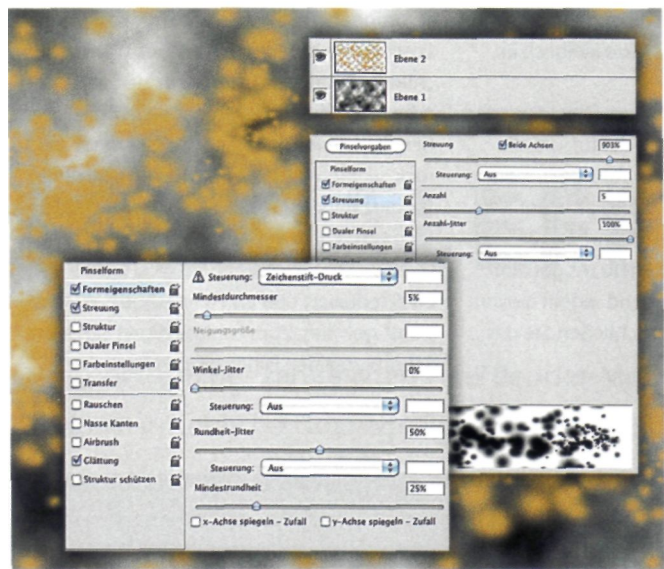 Ebene 2
Ebene 1
Pinselvorgaben
Pinselform
Formeigenschaften
Streuung
Struktur
Dualer Pinsel
Farbeinstellungen
Streuung Beide Achsen 903%
Steuerung: Aus
Anzahl 5
Anzahl-Jitter 100%
Steuerung: Aus
Pinselform
Formeigenschaften
Streuung
Struktur
Dualer Pinsel
Farbeinstellungen
Transfer
Rauschen
Nasse Kanten
Airbrush
Glättung
Struktur schützen
Steuerung: Zeichenstift-Druck
Mindestdurchmesser 5%
Neigungsgröße
Winkel-Jitter 0%
Steuerung: Aus
Rundheit-Jitter 50%
Steuerung: Aus
Mindestrundheit 25%
x-Achse spiegeln - Zufall y-Achse spiegeln - Zufall